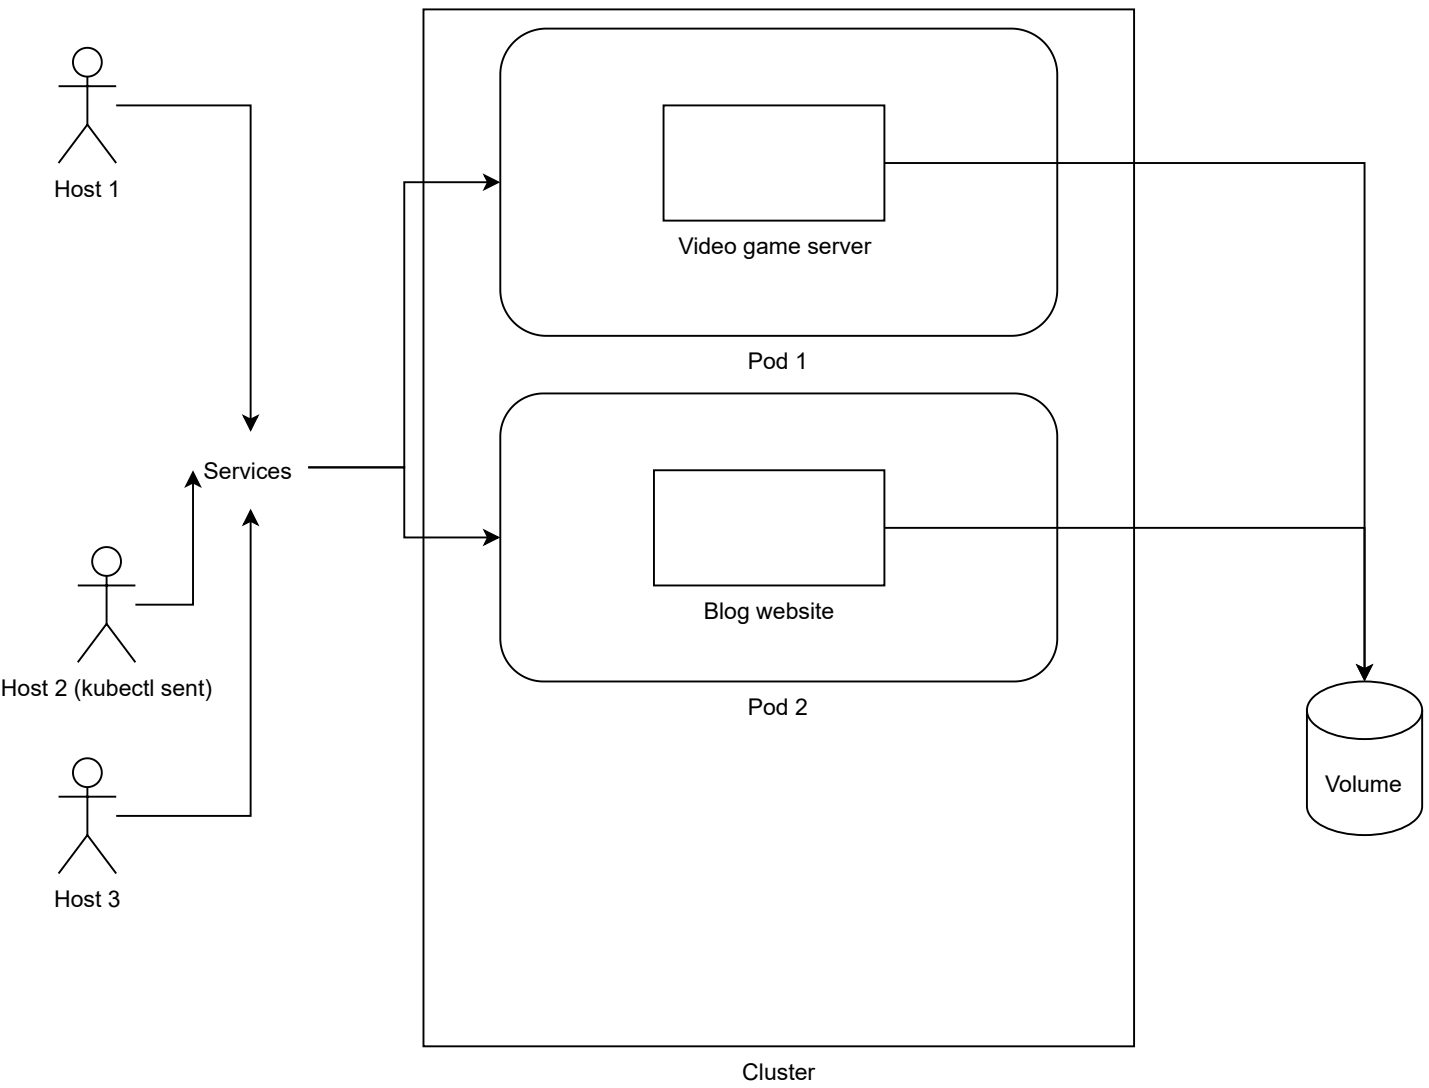 Host 1
Video game server
Pod 1
Services
Blog website
Host 2 (kubectl sent)
Pod 2
Volume
Host 3
Cluster